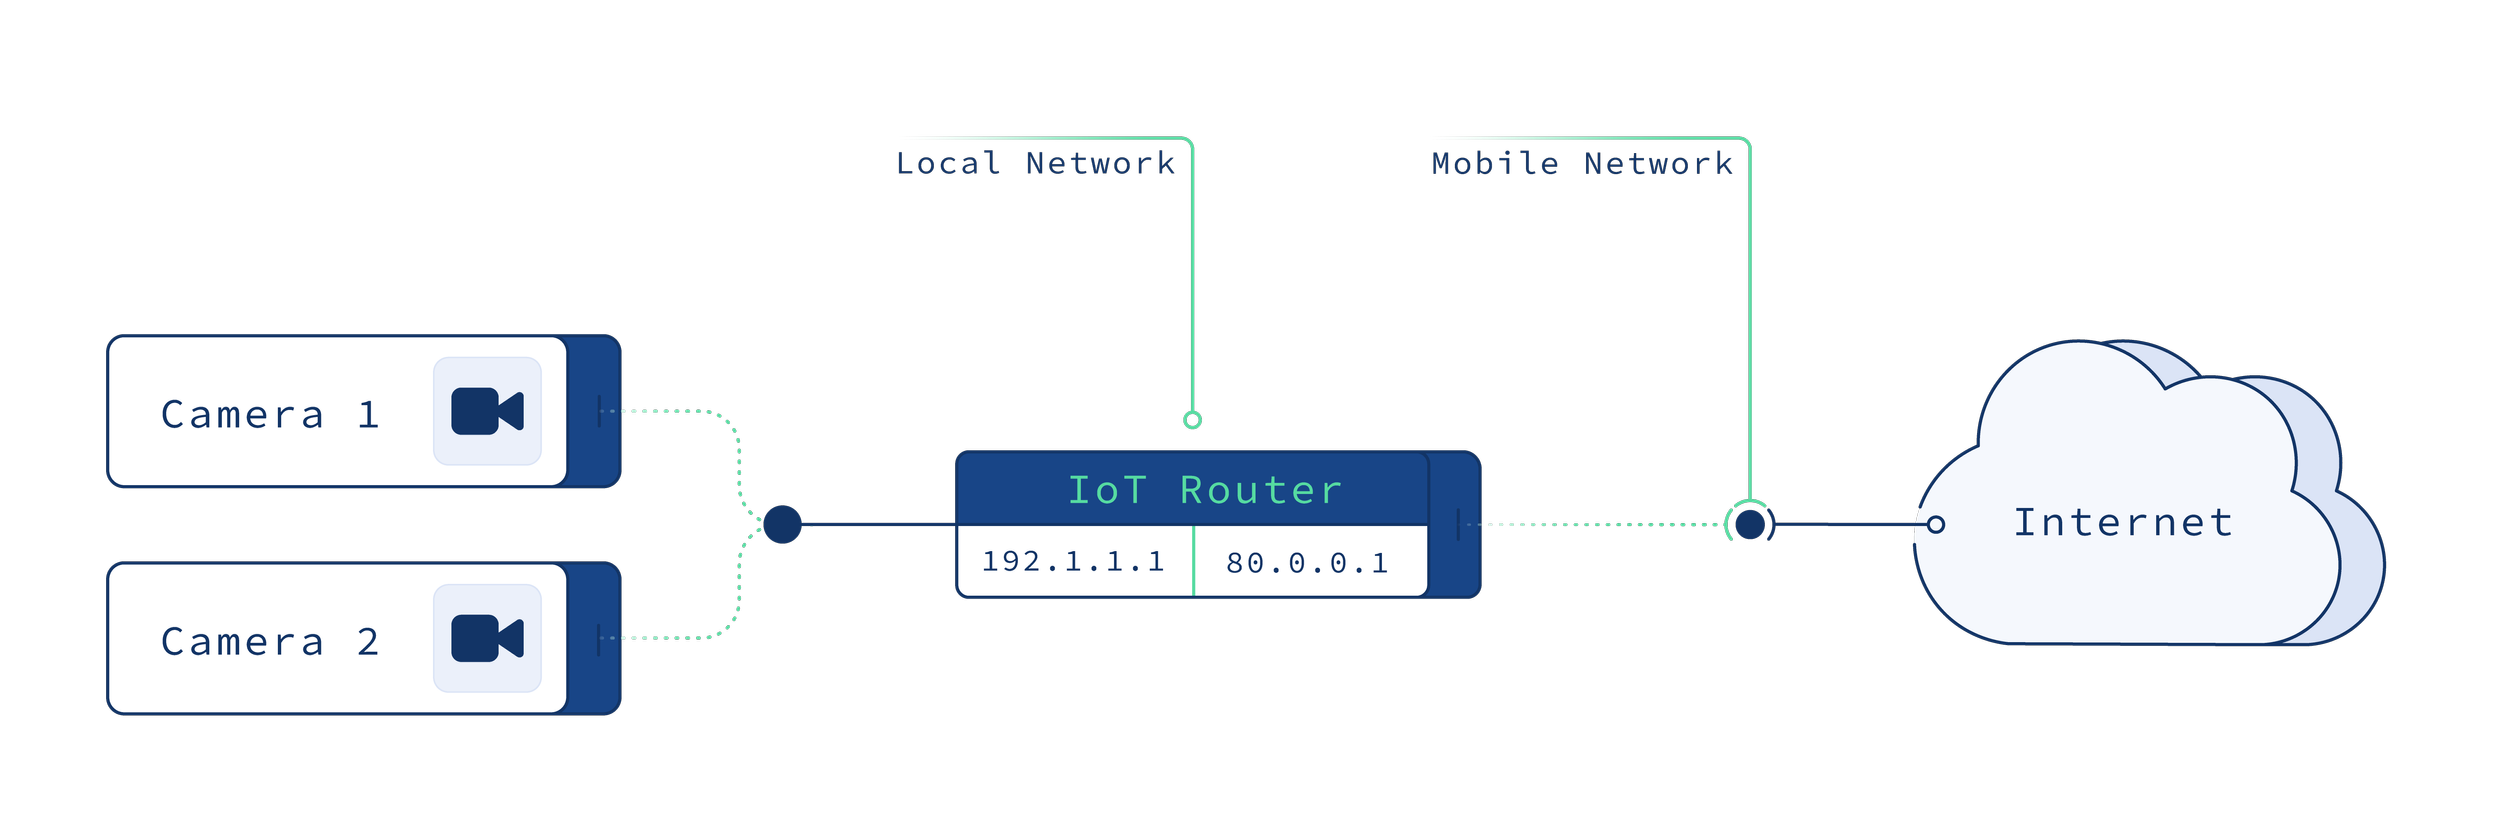 Local Network
Mobile Network
Camera 1
IoT Router
192.1.1.1
80.0.0.1
Internet
Camera 2